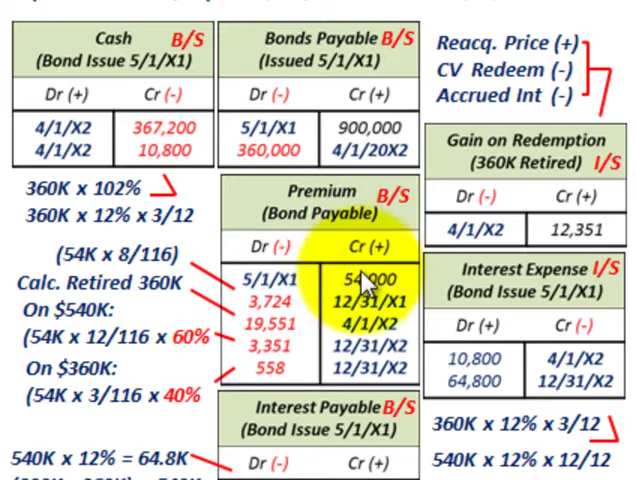 Cash B/S
(Bond Issue 5/1/X1)
Dr (+) Cr (-)
4/1/X2 367,200
4/1/X2 10,800
Bonds Payable B/S
(Issued 5/1/X1)
Dr (-) Cr (+)
5/1/X1 900,000
360,000 4/1/20X2
Reacq. Price (+)
CV Redeem (-)
Accrued Int (-)
Gain on Redemption
(360K Retired) I/S
Dr (-) Cr (+)
4/1/X2 12,351
360K x 102%
360K x 12% x 3/12
(54K x 8/116)
Calc. Retired 360K
On $540K:
(54K x 12/116 x 60%
On $360K:
(54K x 3/116 x 40%
Premium B/S
(Bond Payable)
Dr (-) Cr (+)
5/1/X1 54,000
3,724 12/31/X1
19,551 4/1/X2
3,351 12/31/X2
558 12/31/X2
Interest Expense I/S
(Bond Issue 5/1/X1)
Dr (+) Cr (-)
10,800 4/1/X2
64,800 12/31/X2
360K x 12% x 3/12
540K x 12% x 12/12
Interest Payable B/S
(Bond Issue 5/1/X1)
Dr (-) Cr (+)
540K x 12% = 64.8K